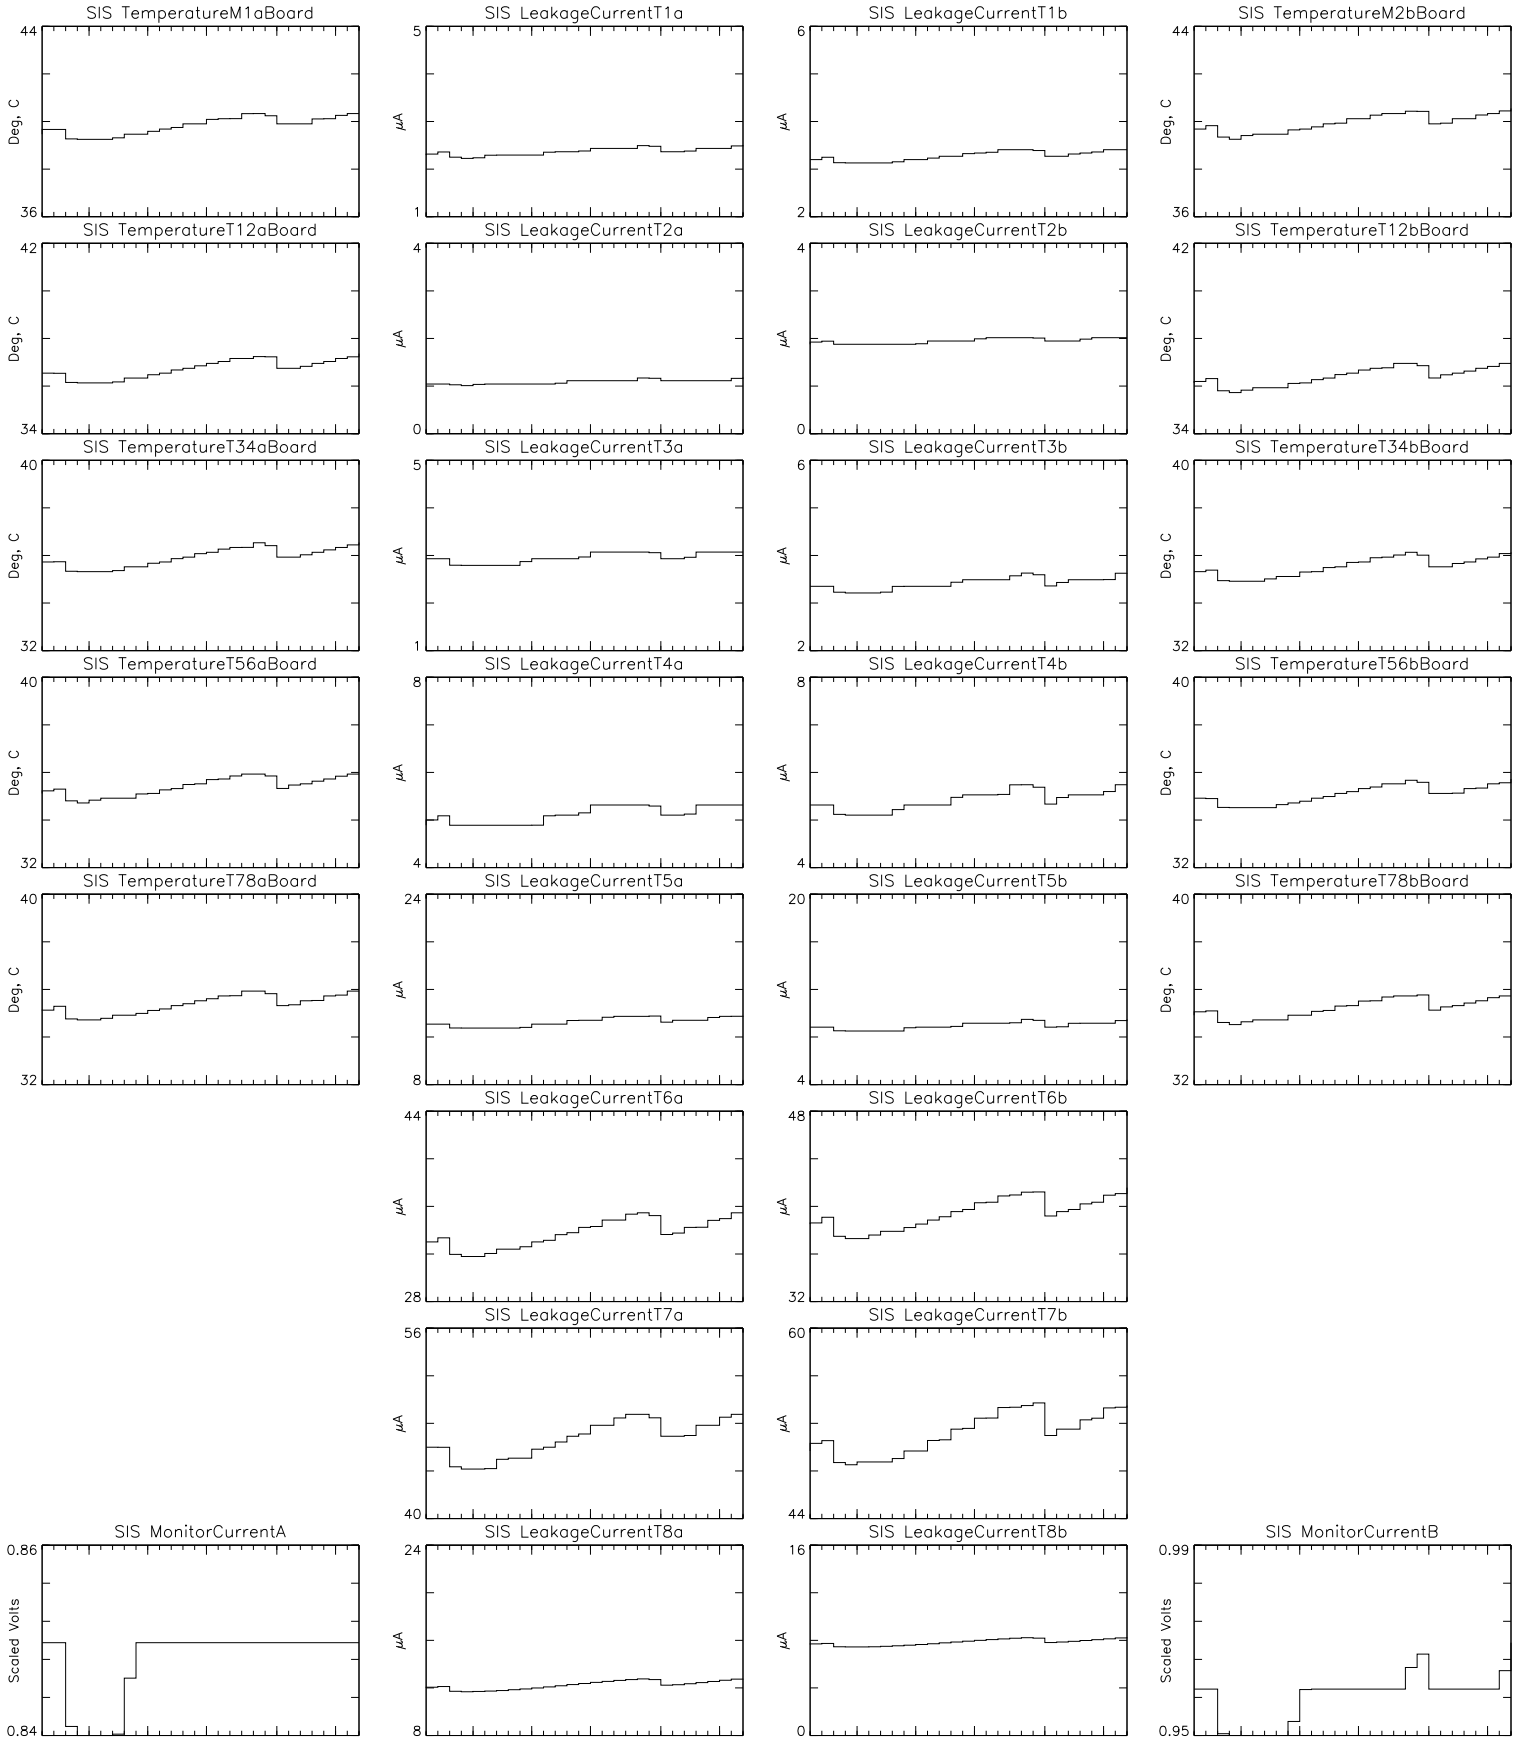 SIS TemperatureM1aBoard
44
Deg, C
36
SIS LeakageCurrentT1a
5
μA
1
SIS LeakageCurrentT1b
6
μA
2
SIS TemperatureM2bBoard
44
Deg, C
36
SIS TemperatureT12aBoard
42
Deg, C
34
SIS LeakageCurrentT2a
4
μA
0
SIS LeakageCurrentT2b
4
μA
0
SIS TemperatureT12bBoard
42
Deg, C
34
SIS TemperatureT34aBoard
40
Deg, C
32
SIS LeakageCurrentT3a
5
μA
1
SIS LeakageCurrentT3b
6
μA
2
SIS TemperatureT34bBoard
40
Deg, C
32
SIS TemperatureT56aBoard
40
Deg, C
32
SIS LeakageCurrentT4a
8
μA
4
SIS LeakageCurrentT4b
8
μA
4
SIS TemperatureT56bBoard
40
Deg, C
32
SIS TemperatureT78aBoard
40
Deg, C
32
SIS LeakageCurrentT5a
24
μA
8
SIS LeakageCurrentT5b
20
μA
4
SIS TemperatureT78bBoard
40
Deg, C
32
SIS LeakageCurrentT6a
44
μA
28
SIS LeakageCurrentT6b
48
μA
32
SIS LeakageCurrentT7a
56
μA
40
SIS LeakageCurrentT7b
60
μA
44
SIS MonitorCurrentA
0.86
Scaled Volts
0.84
SIS LeakageCurrentT8a
24
μA
8
SIS LeakageCurrentT8b
16
μA
0
SIS MonitorCurrentB
0.99
Scaled Volts
0.95